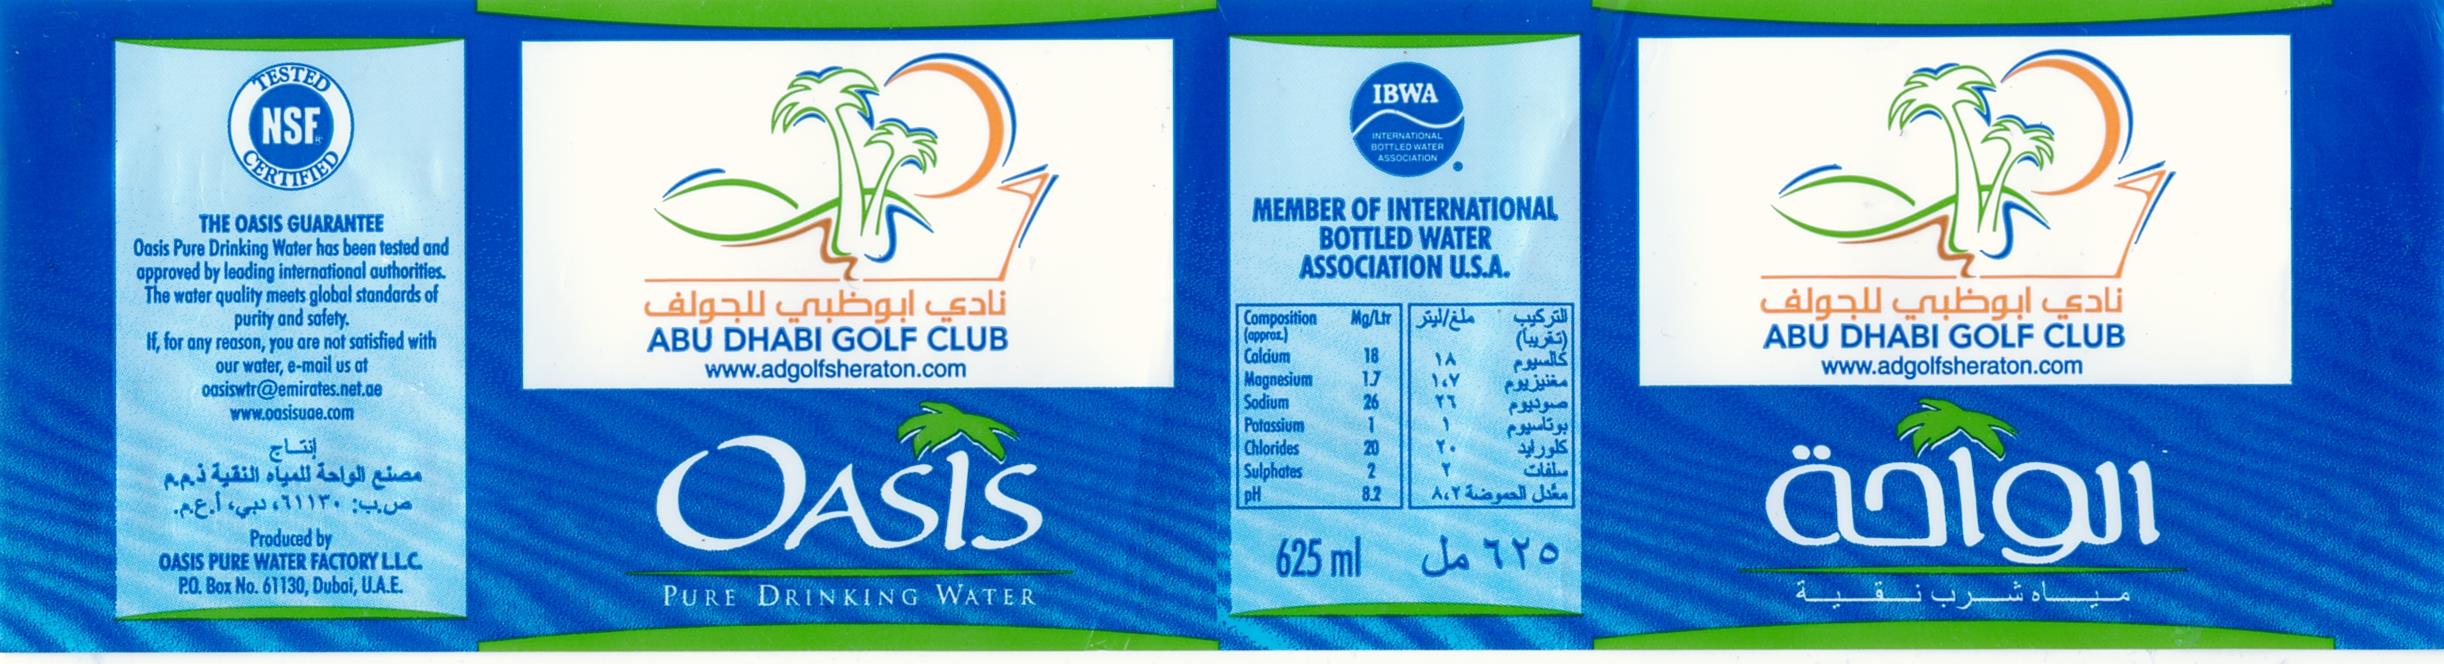 TESTED
NSF
CERTIFIED
THE OASIS GUARANTEE
Oasis Pure Drinking Water has been tested and
approved by leading international authorities.
The water quality meets global standards of
purity and safety.
If, for any reason, you are not satisfied with
our water, e-mail us at
oasiswtr@emirates.net.ae
www.oasisuae.com
إنتاج
مصنع الواحة للمياه النقية ذ.م.م
ص.ب: ٦١١٣٠، دبي، أ.ع.م.
Produced by
OASIS PURE WATER FACTORY L.L.C.
P.O. Box No. 61130, Dubai, U.A.E.
نادي ابوظبي للجولف
ABU DHABI GOLF CLUB
www.adgolfsheraton.com
OASIS
PURE DRINKING WATER
IBWA
INTERNATIONAL
BOTTLED WATER
ASSOCIATION
MEMBER OF INTERNATIONAL
BOTTLED WATER
ASSOCIATION U.S.A.
Composition Mg/Ltr التركيب ملغ/ليتر
(approx.) (تقريباً)
Calcium 18 كالسيوم ١٨
Magnesium 1.7 مغنيزيوم ١،٧
Sodium 26 صوديوم ٢٦
Potassium 1 بوتاسيوم ١
Chlorides 20 كلورايد ٢٠
Sulphates 2 سلفات ٢
pH 8.2 معّدل الحموضة ٨،٢
625 ml ٦٢٥ مل
نادي ابوظبي للجولف
ABU DHABI GOLF CLUB
www.adgolfsheraton.com
الواحة
مياه شرب نقية